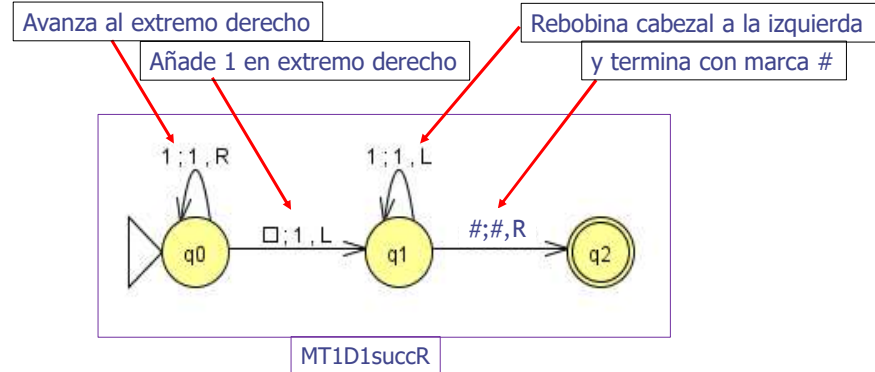 Avanza al extremo derecho
Rebobina cabezal a la izquierda
Añade 1 en extremo derecho
y termina con marca #
1 ; 1 , R
1 ; 1 , L
q0
□; 1 , L
q1
#;#,R
q2
MT1D1succR